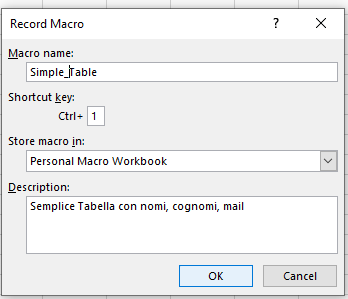 Record Macro ? ×
Macro name:
Simple_Table
Shortcut key:
Ctrl+ 1
Store macro in:
Personal Macro Workbook
Description:
Semplice Tabella con nomi, cognomi, mail
OK Cancel